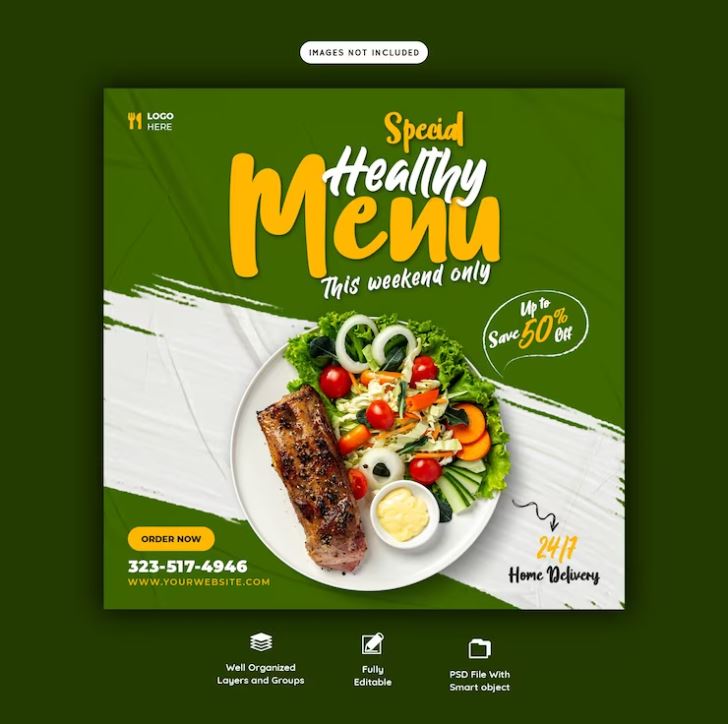 IMAGES NOT INCLUDED
LOGO
HERE
Special
Healthy
Menu
This weekend only
Up to
Save 50% Off
ORDER NOW
323-517-4946
WWW.YOURWEBSITE.COM
24/7
Home Delivery
Well Organized
Layers and Groups
Fully
Editable
PSD File With
Smart object